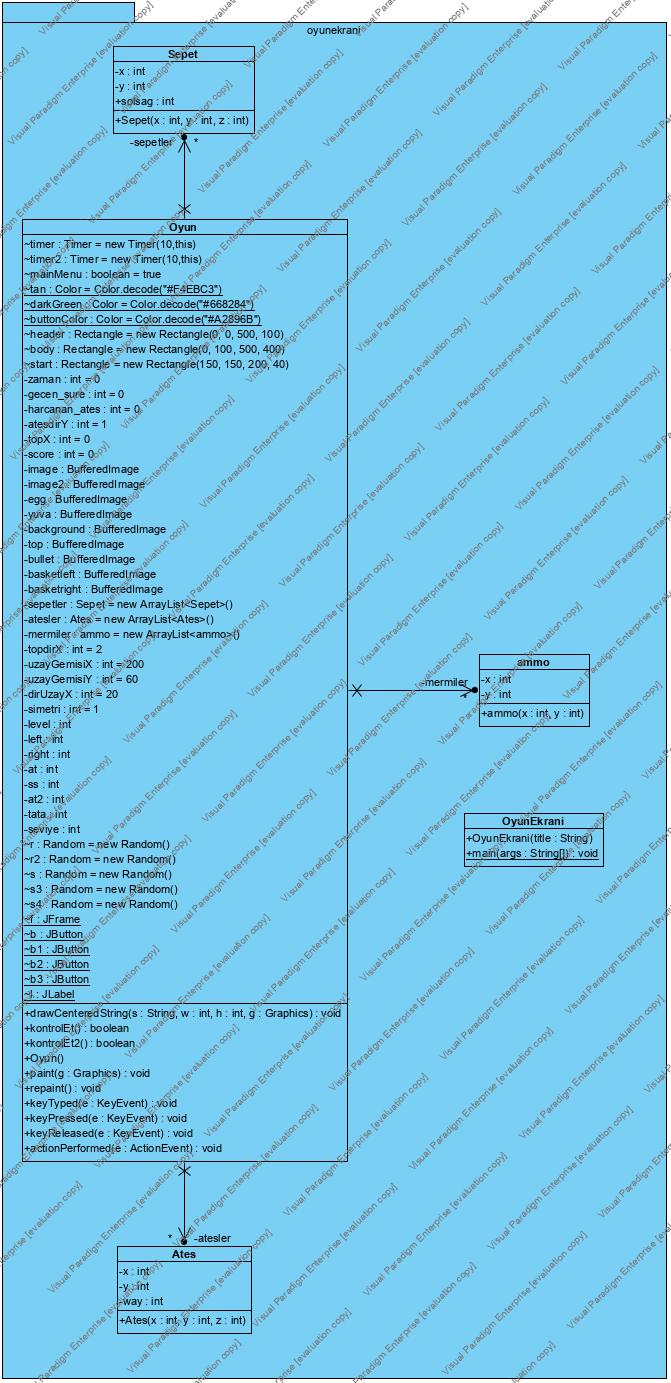 oyunekrani
Sepet
-x : int
-y : int
+solsag : int
+Sepet(x : int, y : int, z : int)
-sepetler
*
Oyun
~timer : Timer = new Timer(10,this)
~timer2 : Timer = new Timer(10,this)
~mainMenu : boolean = true
~tan : Color = Color.decode("#F4EBC3")
~darkGreen : Color = Color.decode("#668284")
~buttonColor : Color = Color.decode("#A2896B")
~header : Rectangle = new Rectangle(0, 0, 500, 100)
~body : Rectangle = new Rectangle(0, 100, 500, 400)
~start : Rectangle = new Rectangle(150, 150, 200, 40)
-zaman : int = 0
-gecen_sure : int = 0
-harcanan_ates : int = 0
-atesdirY : int = 1
-topX : int = 0
-score : int = 0
-image : BufferedImage
-image2 : BufferedImage
-egg : BufferedImage
-yuva : BufferedImage
-background : BufferedImage
-top : BufferedImage
-bullet : BufferedImage
-basketleft : BufferedImage
-basketright : BufferedImage
-sepetler : Sepet = new ArrayList<Sepet>()
-atesler : Ates = new ArrayList<Ates>()
-mermiler : ammo = new ArrayList<ammo>()
-topdirX : int = 2
-uzayGemisiX : int = 200
-uzayGemisiY : int = 60
-dirUzayX : int = 20
-simetri : int = 1
-level : int
-left : int
-right : int
-at : int
-ss : int
-at2 : int
-tata : int
-seviye : int
~r : Random = new Random()
~r2 : Random = new Random()
~s : Random = new Random()
~s3 : Random = new Random()
~s4 : Random = new Random()
~f : JFrame
~b : JButton
~b1 : JButton
~b2 : JButton
~b3 : JButton
~l : JLabel
+drawCenteredString(s : String, w : int, h : int, g : Graphics) : void
+kontrolEt() : boolean
+kontrolEt2() : boolean
+Oyun()
+paint(g : Graphics) : void
+repaint() : void
+keyTyped(e : KeyEvent) : void
+keyPressed(e : KeyEvent) : void
+keyReleased(e : KeyEvent) : void
+actionPerformed(e : ActionEvent) : void
-mermiler
*
ammo
-x : int
-y : int
+ammo(x : int, y : int)
OyunEkrani
+OyunEkrani(title : String)
+main(args : String[]) : void
*
-atesler
Ates
-x : int
-y : int
-way : int
+Ates(x : int, y : int, z : int)
Visual Paradigm Enterprise [evaluation copy]